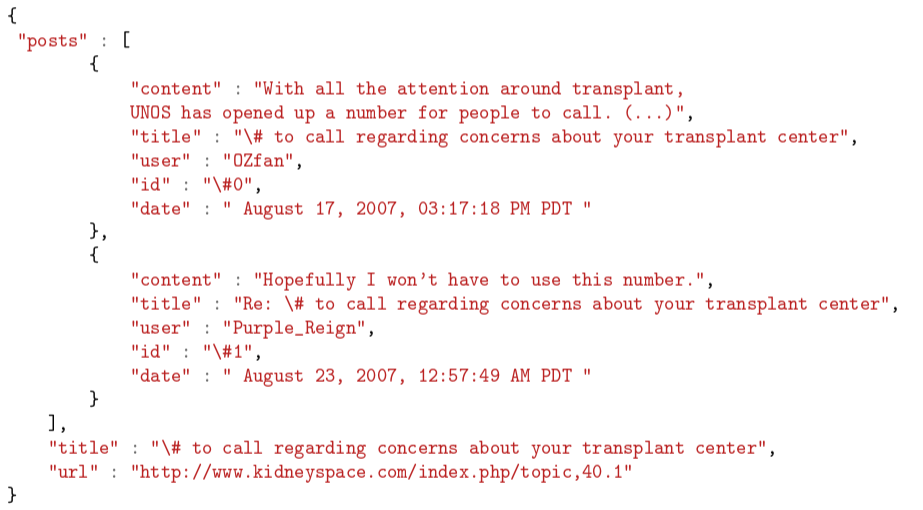 {
"posts" : [
{
"content" : "With all the attention around transplant,
UNOS has opened up a number for people to call. (...)",
"title" : "\# to call regarding concerns about your transplant center",
"user" : "OZfan",
"id" : "\#0",
"date" : " August 17, 2007, 03:17:18 PM PDT "
},
{
"content" : "Hopefully I won’t have to use this number.",
"title" : "Re: \# to call regarding concerns about your transplant center",
"user" : "Purple_Reign",
"id" : "\#1",
"date" : " August 23, 2007, 12:57:49 AM PDT "
}
],
"title" : "\# to call regarding concerns about your transplant center",
"url" : "http://www.kidneyspace.com/index.php/topic,40.1"
}